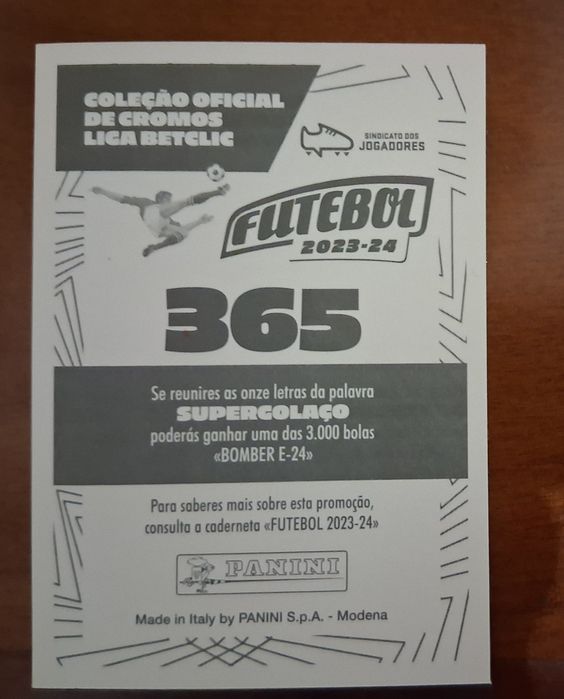 COLEÇÃO OFICIAL
DE CROMOS
LIGA BETCLIC
SINDICATO DOS
JOGADORES
FUTEBOL
2023-24
365
Se reunires as onze letras da palavra
SUPERGOLAÇO
poderás ganhar uma das 3.000 bolas
«BOMBER E-24»
Para saberes mais sobre esta promoção,
consulta a caderneta «FUTEBOL 2023-24»
PANINI
Made in Italy by PANINI S.p.A. - Modena